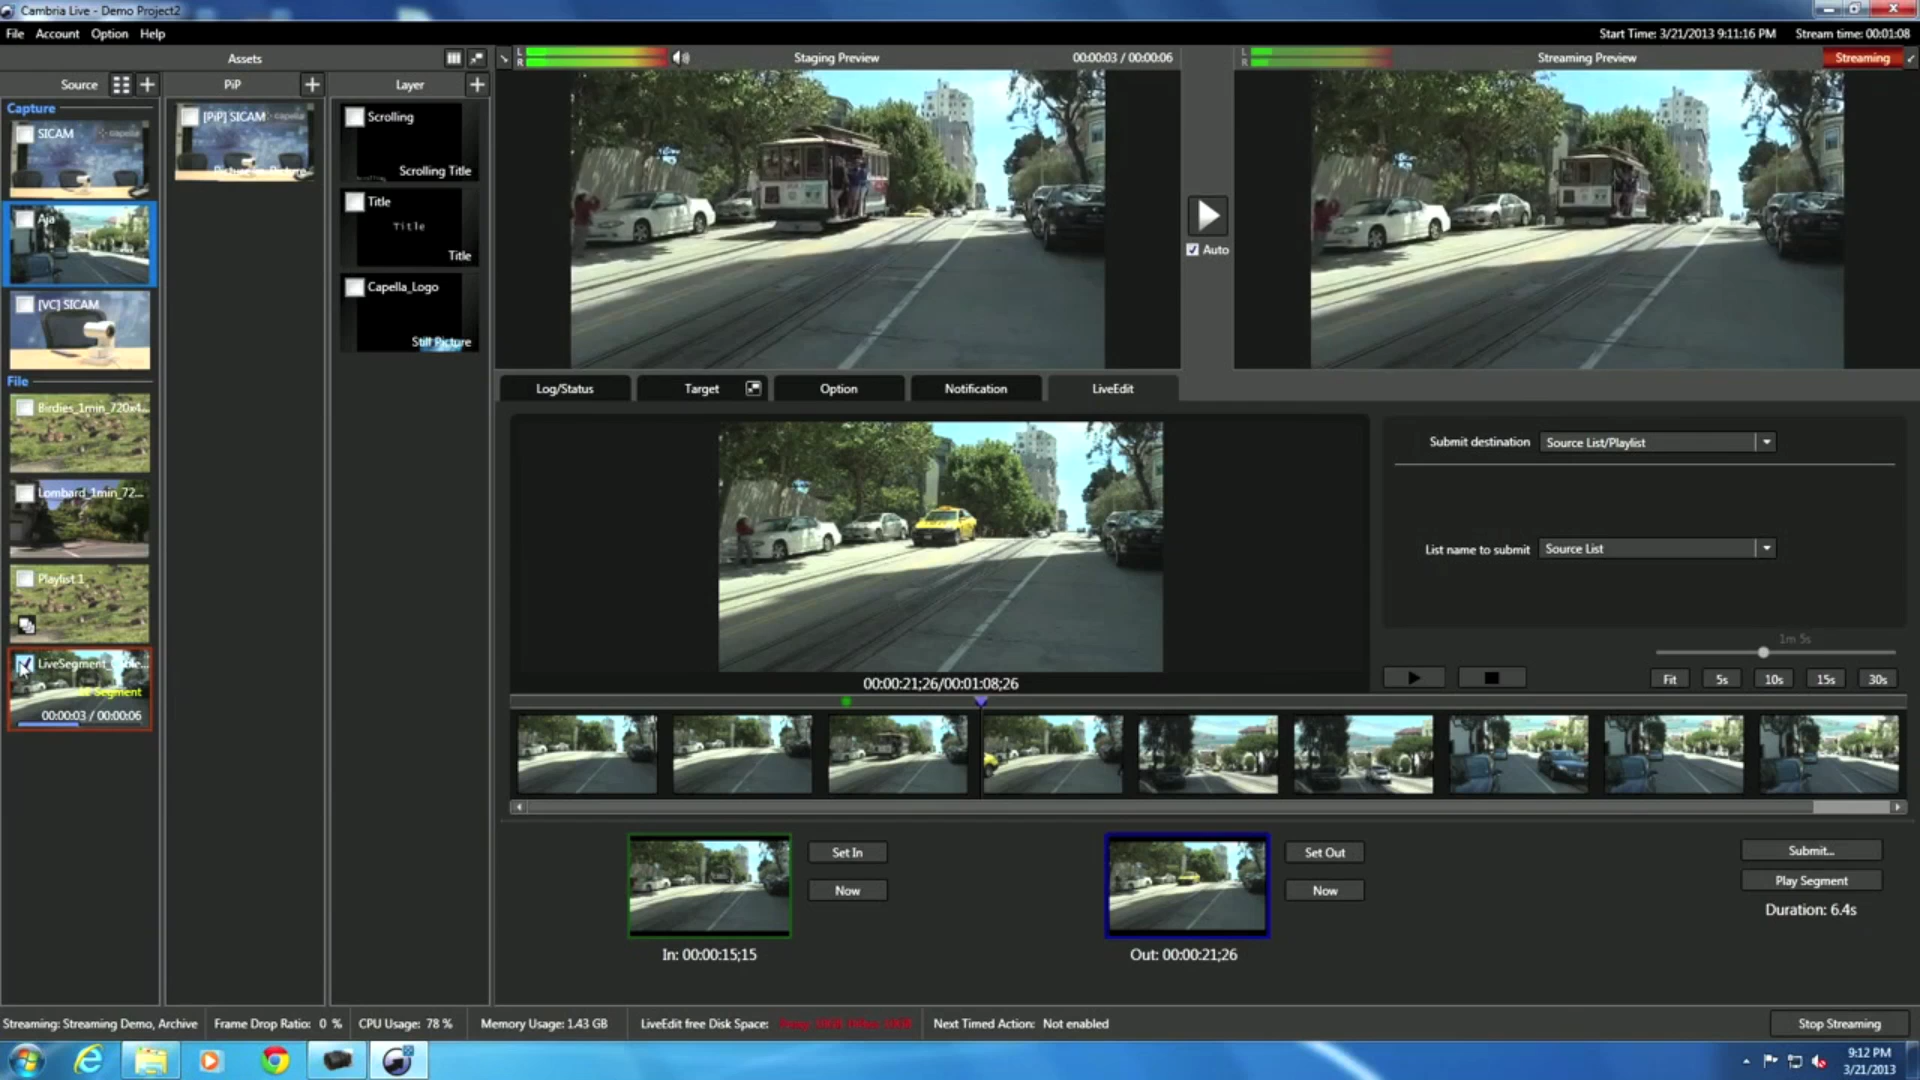 Cambria Live - Demo Project2
File Account Option Help
Start Time: 3/21/2013 9:11:16 PM Stream time: 00:01:08
Assets
L
R
Staging Preview
00:00:03 / 00:00:06
L
R
Streaming Preview
Streaming
Source
PiP
Layer
Capture
SICAM
Aja
[VC] SICAM
File
Birdies_1min_720x4...
Lombard_1min_72...
Playlist 1
Segment
00:00:03 / 00:00:06
[PiP] SICAM
Picture in Picture
Scrolling
Scrolling Title
Title
Title
Title
Capella_Logo
Still Picture
Auto
Log/Status
Target
Option
Notification
LiveEdit
Submit destination
Source List/Playlist
List name to submit
Source List
1m 5s
Fit
5s
10s
15s
30s
00:00:21;26/00:01:08;26
Set In
Now
In: 00:00:15;15
Set Out
Now
Out: 00:00:21;26
Submit...
Play Segment
Duration: 6.4s
Streaming: Streaming Demo, Archive
Frame Drop Ratio: 0 %
CPU Usage: 78 %
Memory Usage: 1.43 GB
LiveEdit free Disk Space:
Next Timed Action: Not enabled
Stop Streaming
9:12 PM
3/21/2013